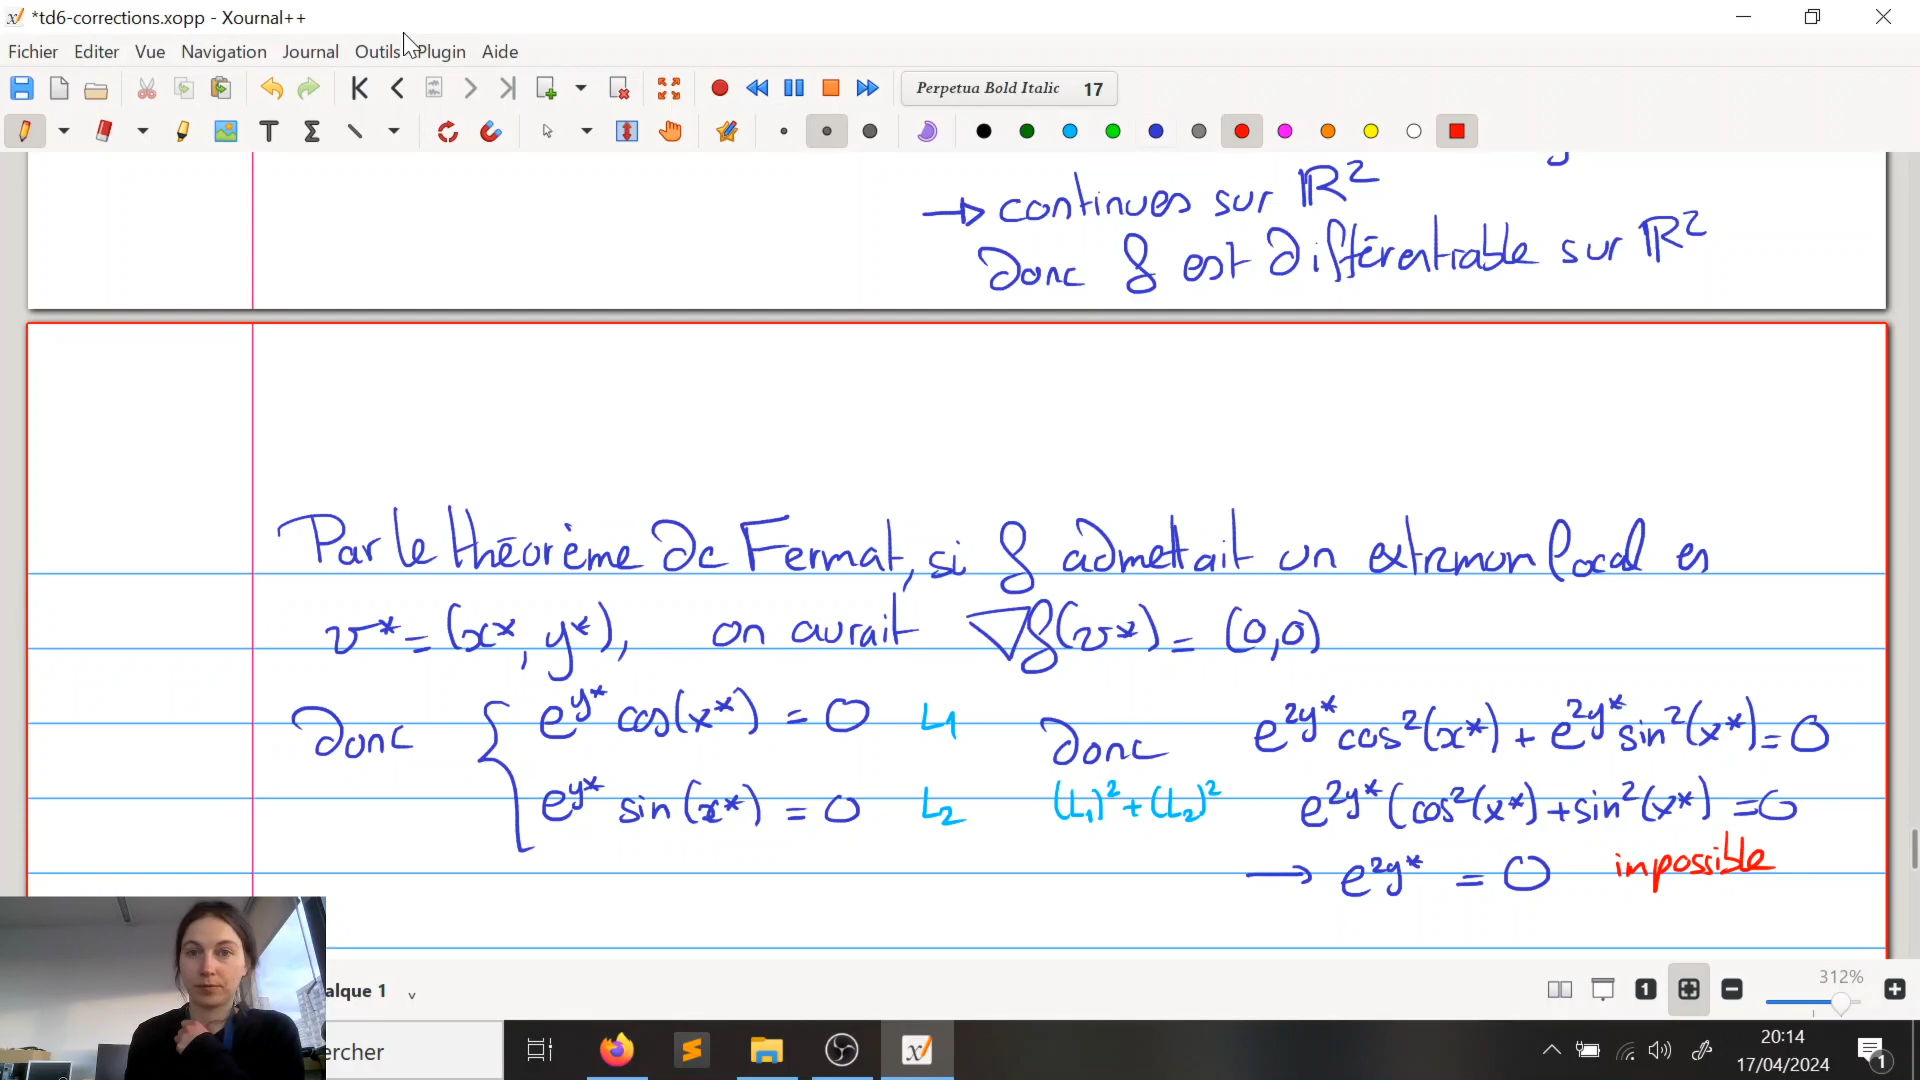 *td6-corrections.xopp - Xournal++
Fichier Editer Vue Navigation Journal Outils Plugin Aide
Perpetua Bold Italic 17
→ continues sur ℝ²
Donc f est différentiable sur ℝ²
Par le théorème de Fermat, si f admettait un extremum local en
v* = (x*, y*), on aurait ∇f(v*) = (0,0)
Donc { e^{y*} cos(x*) = 0 L1
e^{y*} sin(x*) = 0 L2
Donc e^{2y*} cos²(x*) + e^{2y*} sin²(x*) = 0
(L₁)² + (L₂)² e^{2y*} (cos²(x*) + sin²(x*) = 0
→ e^{2y*} = 0 impossible
alque 1
312%
ercher
20:14
17/04/2024
1